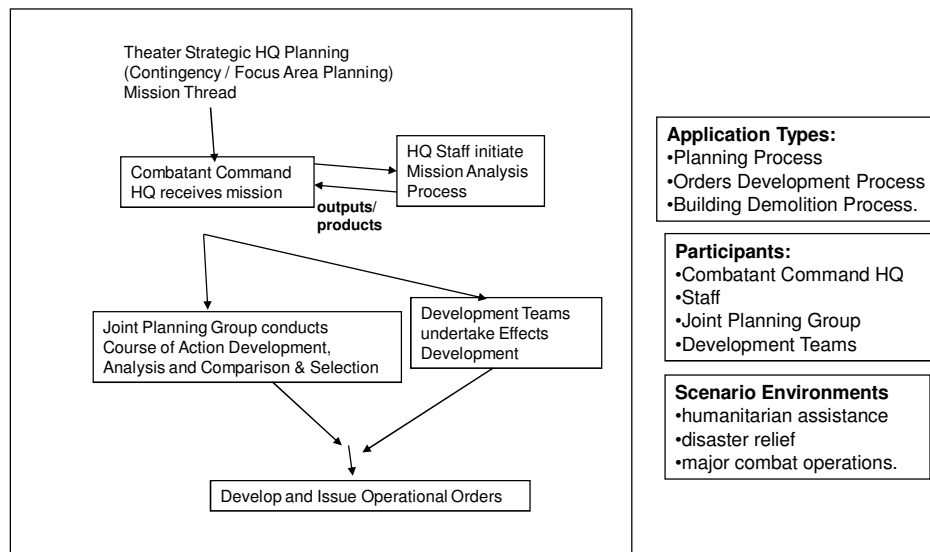 Theater Strategic HQ Planning
(Contingency / Focus Area Planning)
Mission Thread
Combatant Command
HQ receives mission
HQ Staff initiate
Mission Analysis
Process
outputs/
products
Joint Planning Group conducts
Course of Action Development,
Analysis and Comparison & Selection
Development Teams
undertake Effects
Development
Develop and Issue Operational Orders
Application Types:
•Planning Process
•Orders Development Process
•Building Demolition Process.
Participants:
•Combatant Command HQ
•Staff
•Joint Planning Group
•Development Teams
Scenario Environments
•humanitarian assistance
•disaster relief
•major combat operations.